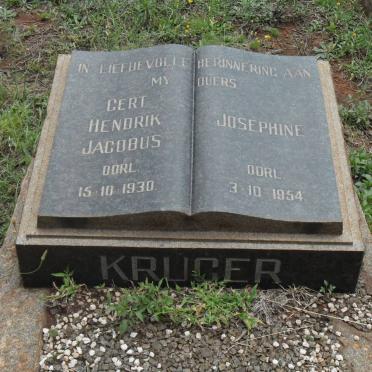 IN LIEFDEVOLLE HERINNERING AAN
MY OUERS
GERT
HENDRIK
JACOBUS
OORL.
15.10.1930.
JOSEPHINE
OORL.
3.10.1954.
KRUGER